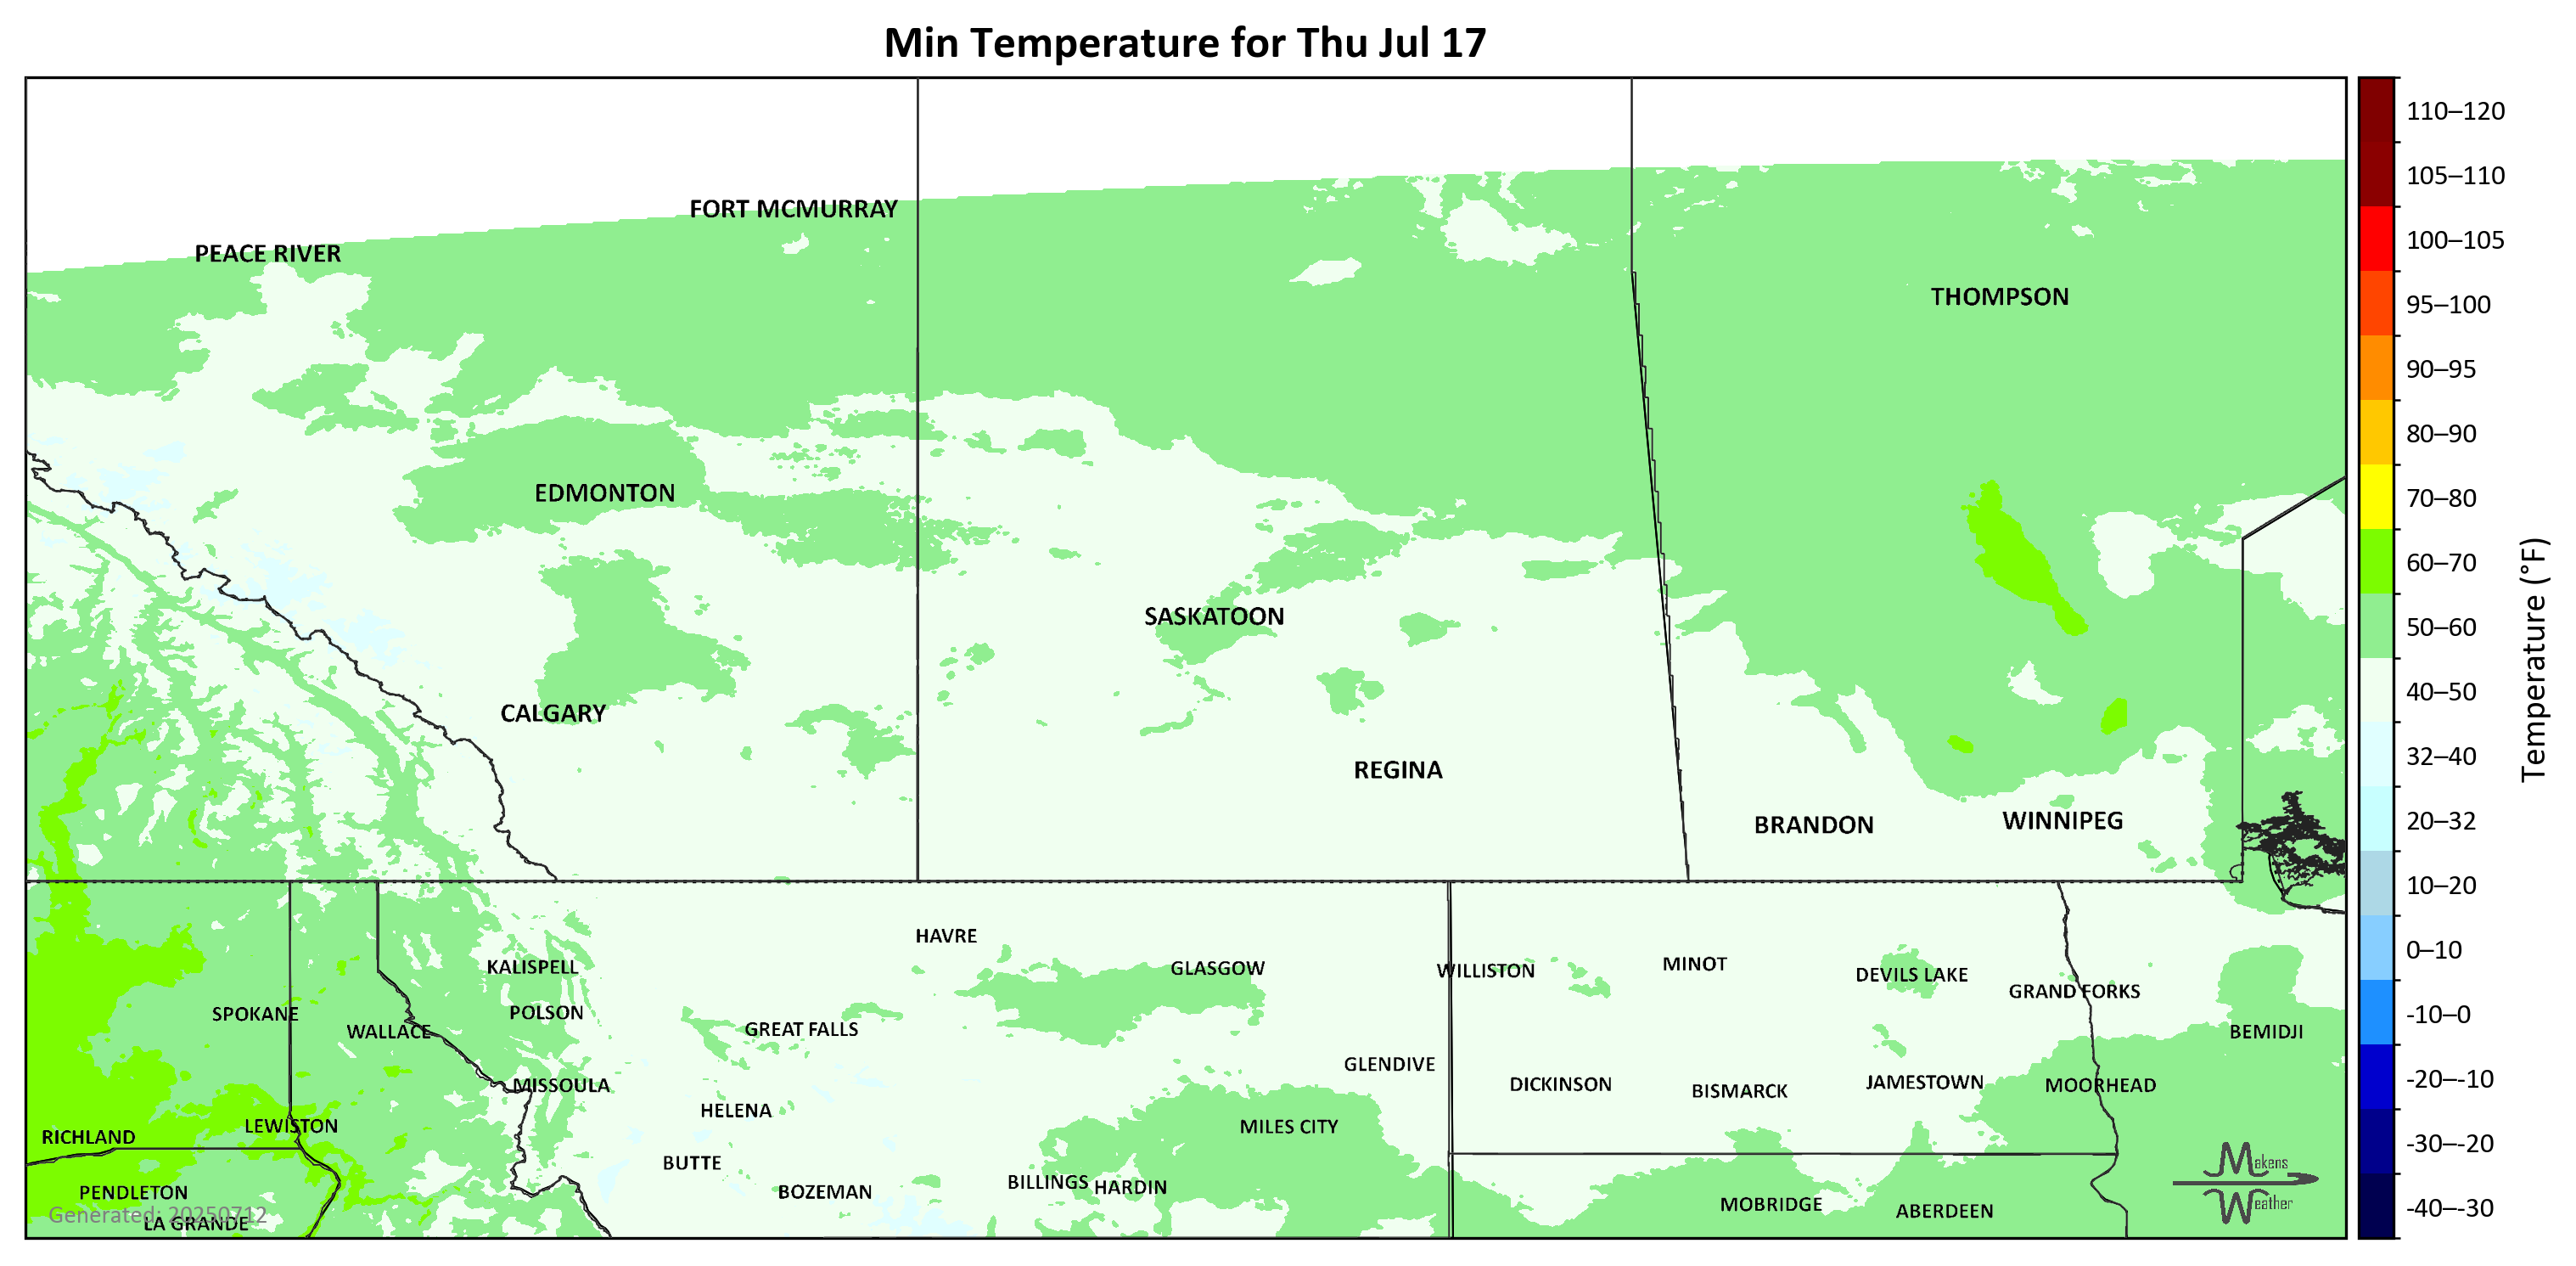 Min Temperature for Thu Jul 17
FORT MCMURRAY
PEACE RIVER
THOMPSON
EDMONTON
SASKATOON
CALGARY
REGINA
BRANDON
WINNIPEG
HAVRE
KALISPELL
GLASGOW
WILLISTON
MINOT
DEVILS LAKE
GRAND FORKS
SPOKANE
POLSON
WALLACE
GREAT FALLS
BEMIDJI
GLENDIVE
MISSOULA
DICKINSON
BISMARCK
JAMESTOWN
MOORHEAD
HELENA
LEWISTON
MILES CITY
RICHLAND
BUTTE
BOZEMAN
BILLINGS
HARDIN
PENDLETON
MOBRIDGE
ABERDEEN
Generated: 20250712
LA GRANDE
Makens
Weather
110–120
105–110
100–105
95–100
90–95
80–90
70–80
60–70
50–60
40–50
32–40
20–32
10–20
0–10
-10–0
-20–-10
-30–-20
-40–-30
Temperature (°F)